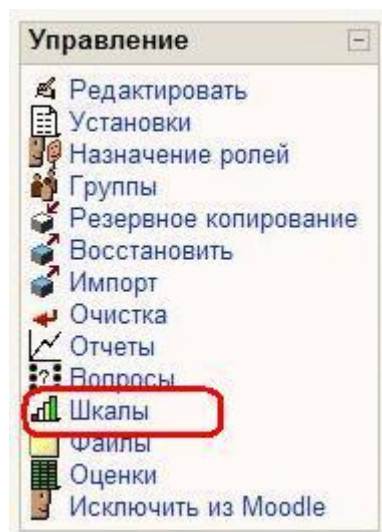 Управление
Редактировать
Установки
Назначение ролей
Группы
Резервное копирование
Восстановить
Импорт
Очистка
Отчеты
Вопросы
Шкалы
Файлы
Оценки
Исключить из Moodle